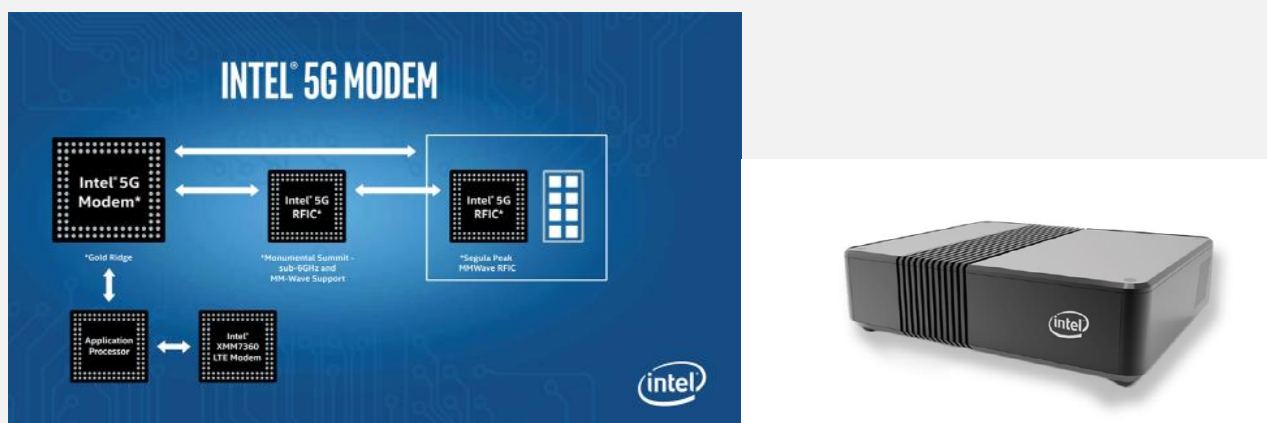 INTEL® 5G MODEM
Intel® 5G
Modem*
*Gold Ridge
Intel® 5G
RFIC*
*Monumental Summit -
sub-6GHz and
MM-Wave Support
Intel® 5G
RFIC*
*Segula Peak
MMWave RFIC
Application
Processor
Intel®
XMM7360
LTE Modem
intel
intel